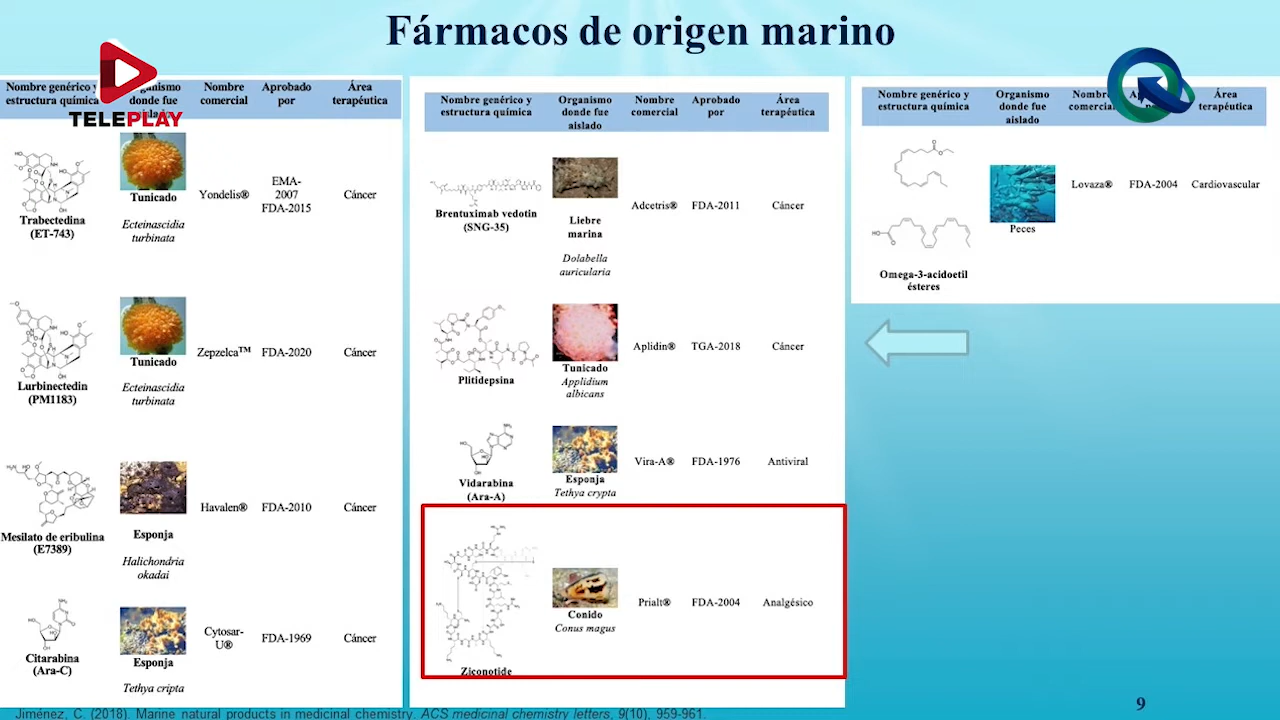 Fármacos de origen marino
TELEPLAY
Nombre genérico y
estructura química
donde fue
Nombre
comercial
Aprobado
por
Área
terapéutica
Trabectedina
(ET-743)
Tunicado
Ecteinascidia
turbinata
Yondelis®
EMA-
2007
FDA-2015
Cáncer
Lurbinectedin
(PM1183)
Tunicado
Ecteinascidia
turbinata
Zepzelca™
FDA-2020
Cáncer
Mesilato de eribulina
(E7389)
Esponja
Halichondria
okadai
Havalen®
FDA-2010
Cáncer
Citarabina
(Ara-C)
Esponja
Tethya cripta
Cytosar-
U®
FDA-1969
Cáncer
Nombre genérico y
estructura química
Organismo
donde fue
aislado
Nombre
comercial
Aprobado
por
Área
terapéutica
Brentuximab vedotin
(SNG-35)
Liebre
marina
Dolabella
auricularia
Adcetris®
FDA-2011
Cáncer
Plitidepsina
Tunicado
Applidium
albicans
Aplidin®
TGA-2018
Cáncer
Vidarabina
(Ara-A)
Esponja
Tethya crypta
Vira-A®
FDA-1976
Antiviral
Ziconotide
Conido
Conus magus
Prialt®
FDA-2004
Analgésico
Nombre genérico y
estructura química
Organismo
donde fue
aislado
Nombre
comercial
Área
terapéutica
Omega-3-acidoetil
ésteres
Peces
Lovaza®
FDA-2004
Cardiovascular
9
Jiménez, C. (2018). Marine natural products in medicinal chemistry. ACS medicinal chemistry letters, 9(10), 959-961.